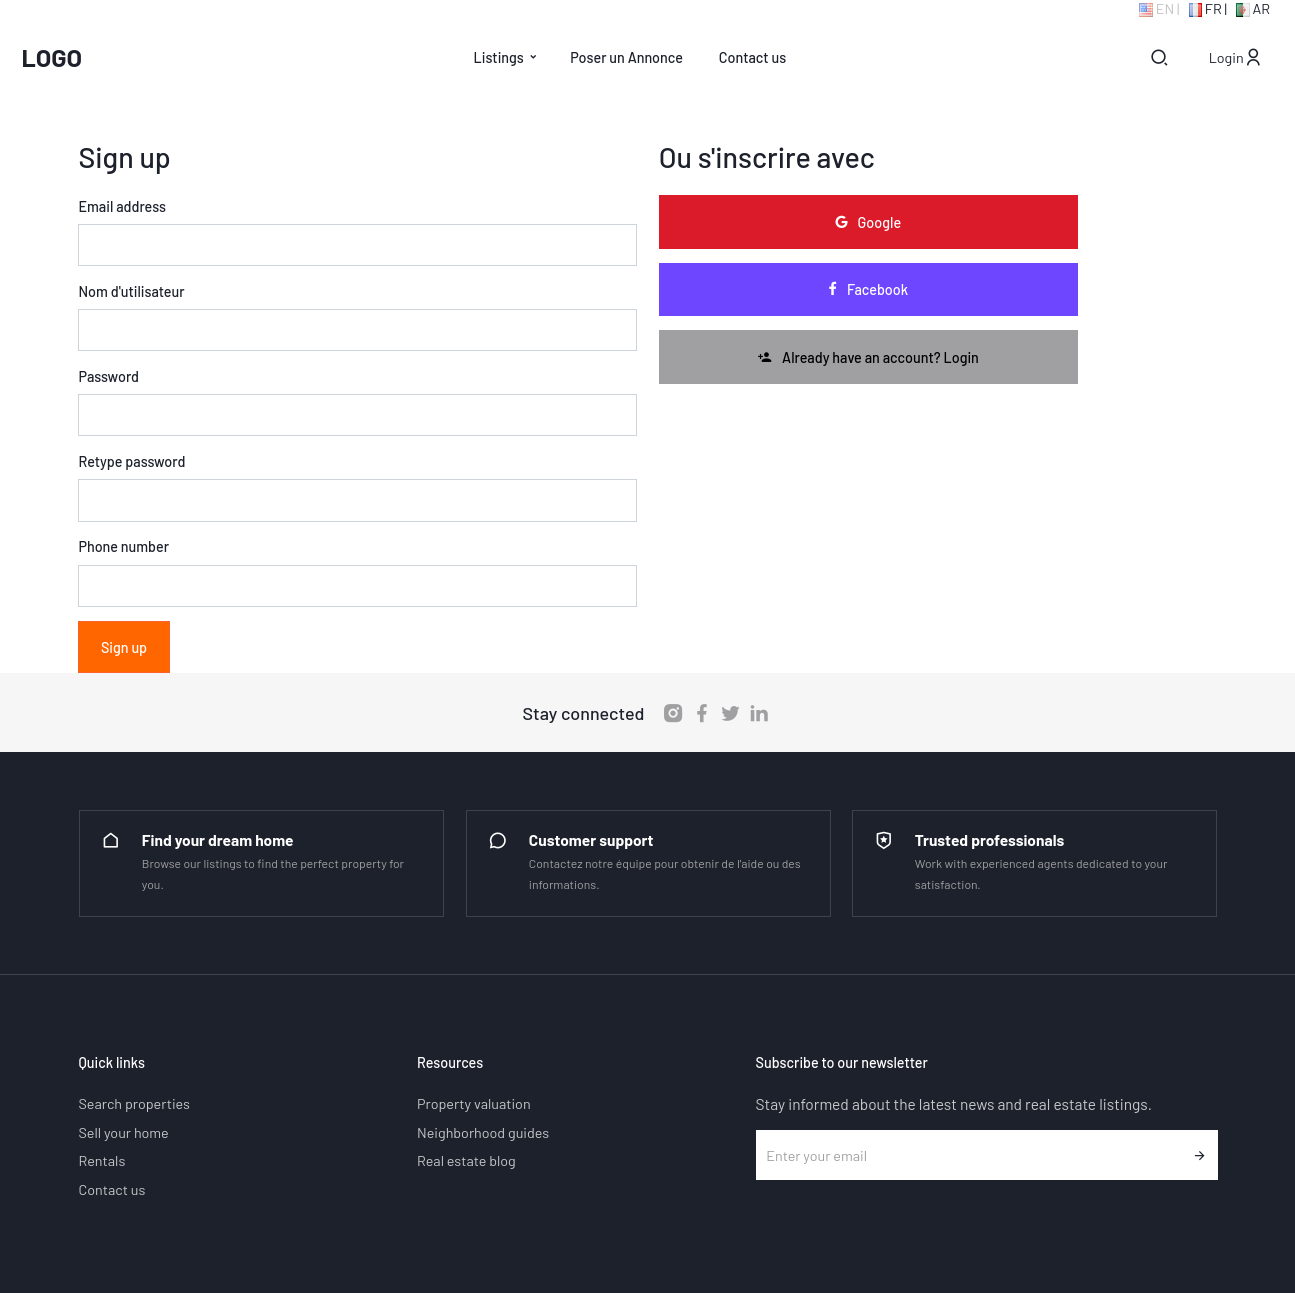 EN | FR | AR
LOGO
Listings
Poser un Annonce
Contact us
Login
Sign up
Email address
Nom d'utilisateur
Password
Retype password
Phone number
Sign up
Ou s'inscrire avec
Google
Facebook
Already have an account? Login
Stay connected
Find your dream home
Browse our listings to find the perfect property for
you.
Customer support
Contactez notre équipe pour obtenir de l'aide ou des
informations.
Trusted professionals
Work with experienced agents dedicated to your
satisfaction.
Quick links
Search properties
Sell your home
Rentals
Contact us
Resources
Property valuation
Neighborhood guides
Real estate blog
Subscribe to our newsletter
Stay informed about the latest news and real estate listings.
Enter your email